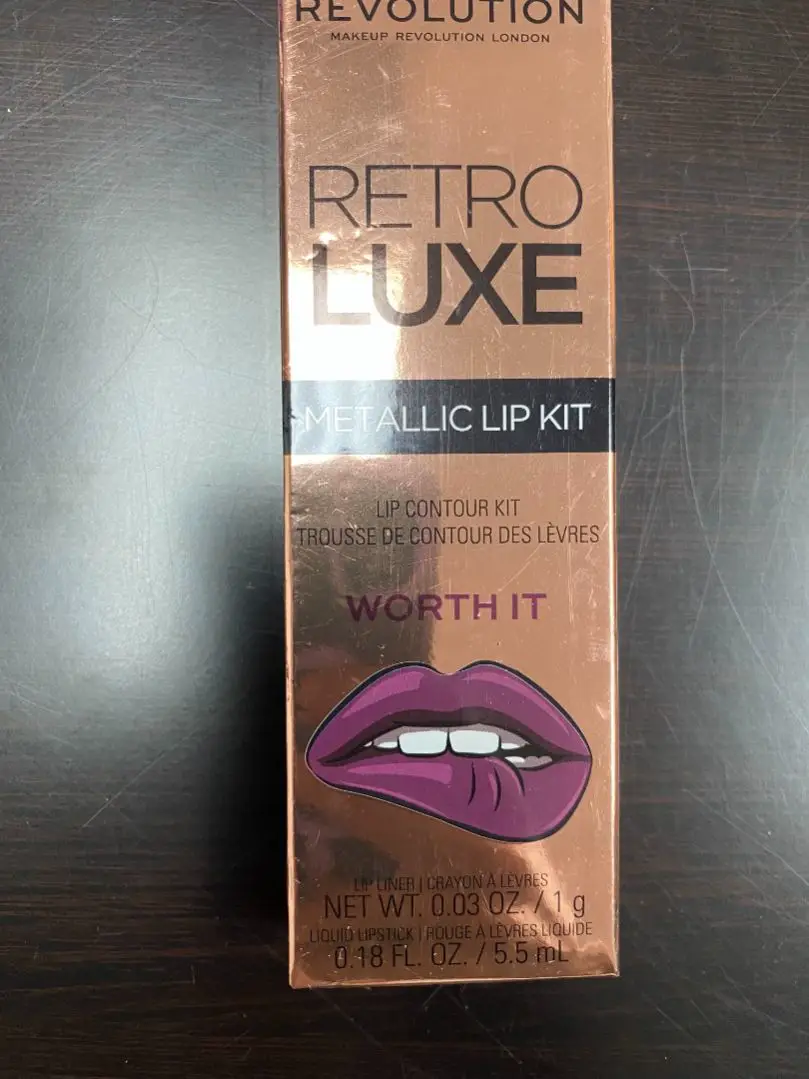 REVOLUTION
MAKEUP REVOLUTION LONDON
RETRO
LUXE
METALLIC LIP KIT
LIP CONTOUR KIT
TROUSSE DE CONTOUR DES LÈVRES
WORTH IT
LIP LINER | CRAYON À LÈVRES
NET WT. 0.03 OZ. / 1 g
LIQUID LIPSTICK | ROUGE À LÈVRES LIQUIDE
0.18 FL. OZ. / 5.5 mL